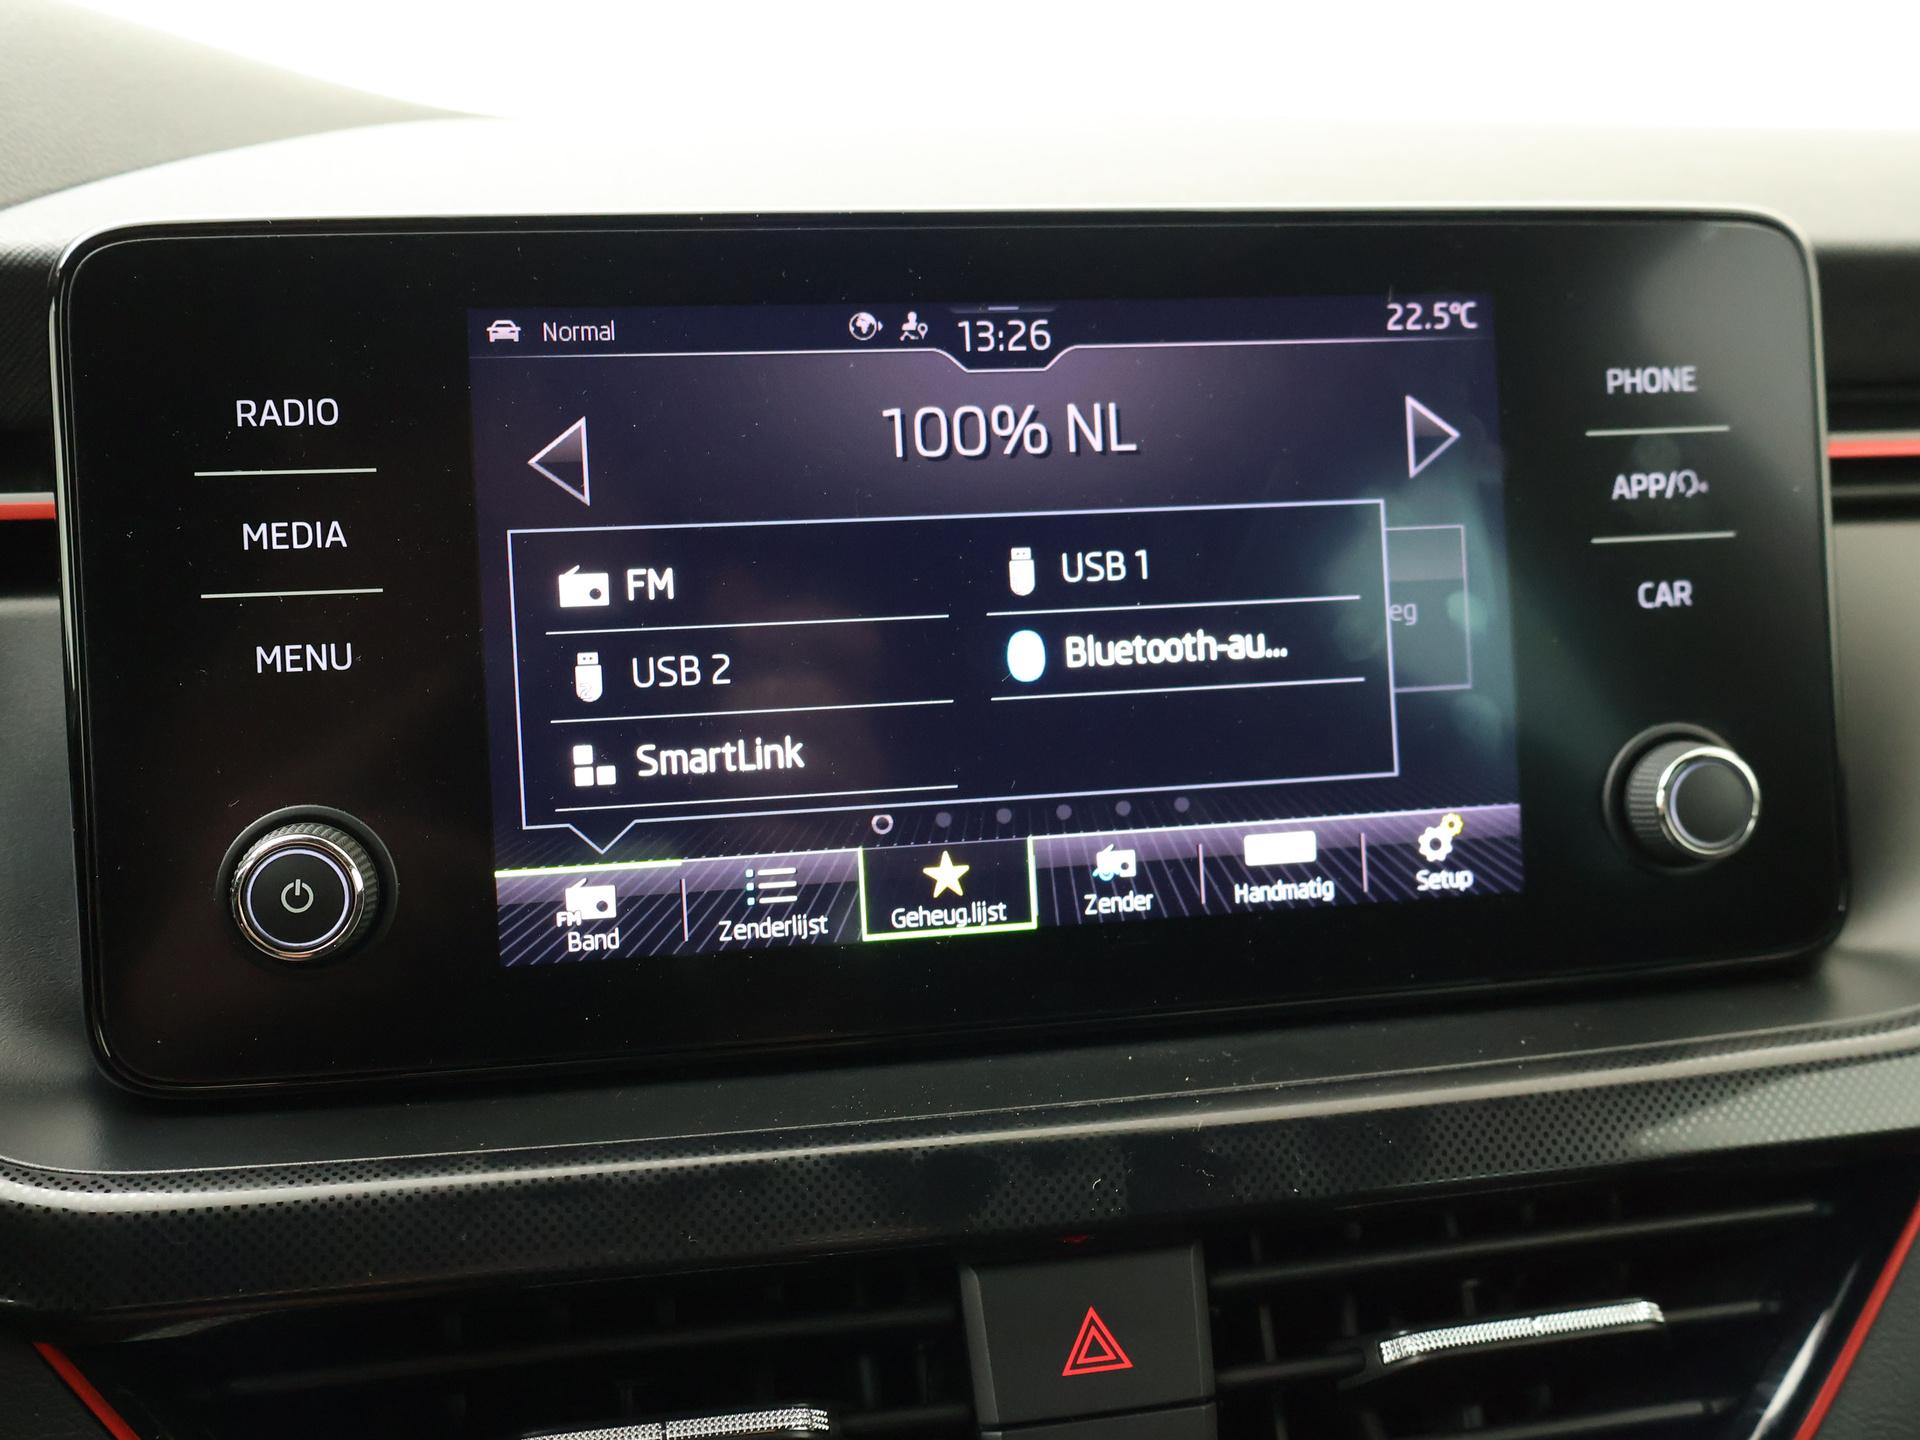 Normal
13:26
22.5°C
RADIO
MEDIA
MENU
100% NL
FM
USB 1
USB 2
Bluetooth-au...
SmartLink
eg
FM
Band
Zenderlijst
Geheug.lijst
Zender
Handmatig
Setup
PHONE
APP/
CAR